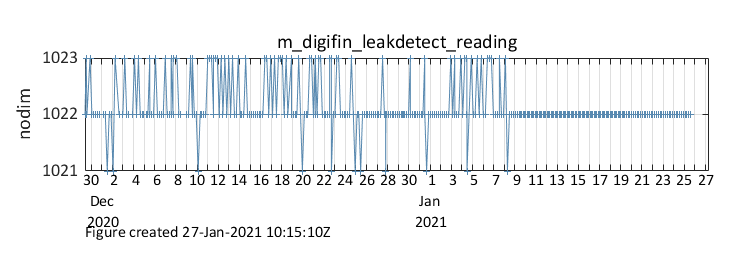 m_digifin_leakdetect_reading
1023
1022
1021
nodim
30 2 4 6 8 10 12 14 16 18 20 22 24 26 28 30 1 3 5 7 9 11 13 15 17 19 21 23 25 27
Dec Jan
2020 2021
Figure created 27-Jan-2021 10:15:10Z